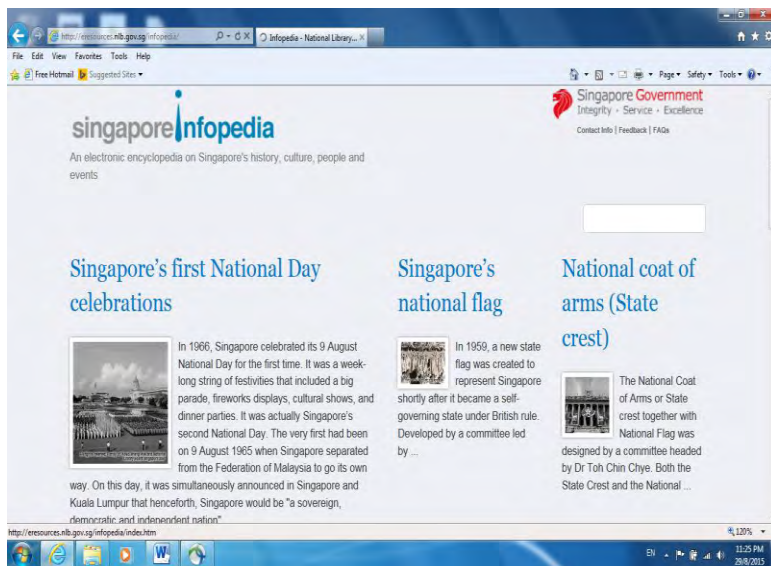 http://eresources.nlb.gov.sg/infopedia/
Infopedia - National Library... X
File Edit View Favorites Tools Help
Free Hotmail Suggested Sites
Page Safety Tools
singapore infopedia
An electronic encyclopedia on Singapore's history, culture, people and
events
Singapore Government
Integrity · Service · Excellence
Contact Info | Feedback | FAQs
Singapore's first National Day
celebrations
In 1966, Singapore celebrated its 9 August
National Day for the first time. It was a week-
long string of festivities that included a big
parade, fireworks displays, cultural shows, and
dinner parties. It was actually Singapore's
second National Day. The very first had been
on 9 August 1965 when Singapore separated
from the Federation of Malaysia to go its own
way. On this day, it was simultaneously announced in Singapore and
Kuala Lumpur that henceforth, Singapore would be "a sovereign,
democratic and independent nation"
Singapore's
national flag
In 1959, a new state
flag was created to
represent Singapore
shortly after it became a self-
governing state under British rule.
Developed by a committee led
by ...
National coat of
arms (State
crest)
The National Coat
of Arms or State
crest together with
National Flag was
designed by a committee headed
by Dr Toh Chin Chye. Both the
State Crest and the National ...
http://eresources.nlb.gov.sg/infopedia/index.htm
120%
EN
11:25 PM
29/8/2015